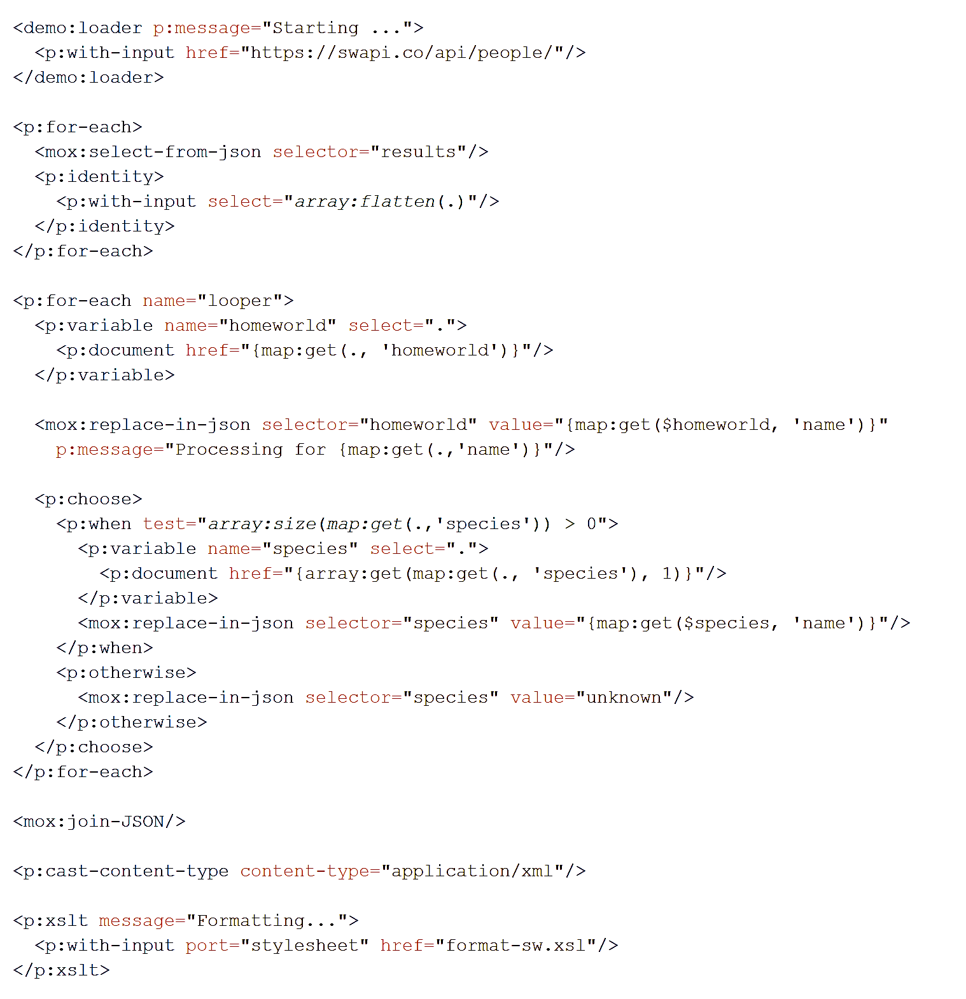 <demo:loader p:message="Starting ...">
  <p:with-input href="https://swapi.co/api/people/"/>
</demo:loader>

<p:for-each>
  <mox:select-from-json selector="results"/>
  <p:identity>
    <p:with-input select="array:flatten(.)"/>
  </p:identity>
</p:for-each>

<p:for-each name="looper">
  <p:variable name="homeworld" select=".">
    <p:document href="{map:get(., 'homeworld')}"/>
  </p:variable>

  <mox:replace-in-json selector="homeworld" value="{map:get($homeworld, 'name')}"
    p:message="Processing for {map:get(.,'name')}"/>

  <p:choose>
    <p:when test="array:size(map:get(.,'species')) > 0">
      <p:variable name="species" select=".">
        <p:document href="{array:get(map:get(., 'species'), 1)}"/>
      </p:variable>
      <mox:replace-in-json selector="species" value="{map:get($species, 'name')}"/>
    </p:when>
    <p:otherwise>
      <mox:replace-in-json selector="species" value="unknown"/>
    </p:otherwise>
  </p:choose>
</p:for-each>

<mox:join-JSON/>

<p:cast-content-type content-type="application/xml"/>

<p:xslt message="Formatting...">
  <p:with-input port="stylesheet" href="format-sw.xsl"/>
</p:xslt>